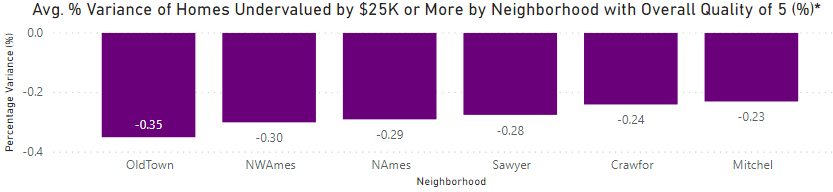 Avg. % Variance of Homes Undervalued by $25K or More by Neighborhood with Overall Quality of 5 (%)*
Percentage Variance (%)
0.0
-0.2
-0.4
-0.35
-0.30
-0.29
-0.28
-0.24
-0.23
OldTown
NWAmes
NAmes
Sawyer
Crawfor
Mitchel
Neighborhood